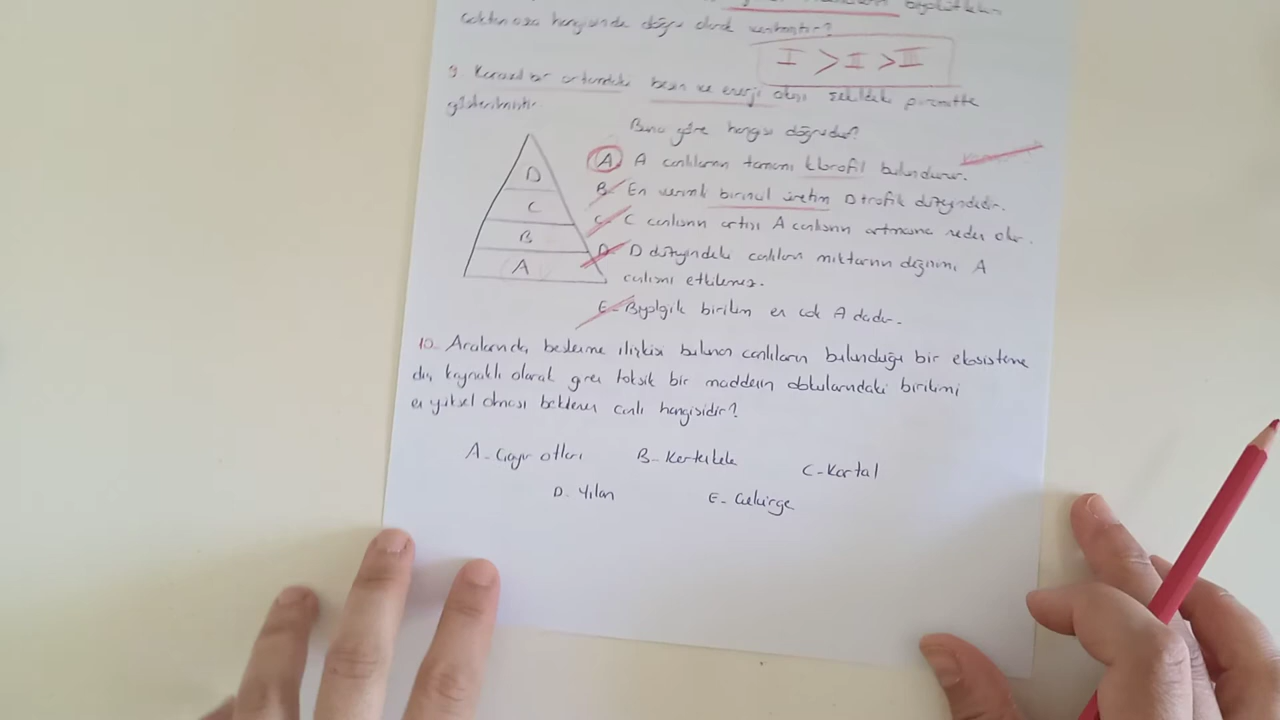 çoktan aza hangisinde doğru olarak verilmiştir?
I > II > III
9. Karasal bir ortamdaki besin ve enerji akışı şekildeki piramitte
gösterilmiştir.
Buna göre hangisi doğrudur?
D
C
B
A
A A canlılarının tamamı klorofil bulundurur.
B- En verimli birincil üretim D trofik düzeyindedir.
C- C canlısının artışı A canlısının artmasına neden olur.
D- D düzeyindeki canlıların miktarının değişimi A
canlısını etkilemez.
E- Biyolojik birikim en çok A dadır.
10. Aralarında beslenme ilişkisi bulunan canlıların bulunduğu bir ekosisteme
dış kaynaklı olarak giren toksik bir maddenin dokularındaki birikimi
en yüksel olması beklenen canlı hangisidir?
A- Çayır otları
B- Kertenkele
C- Kartal
D- Yılan
E- Çekirge